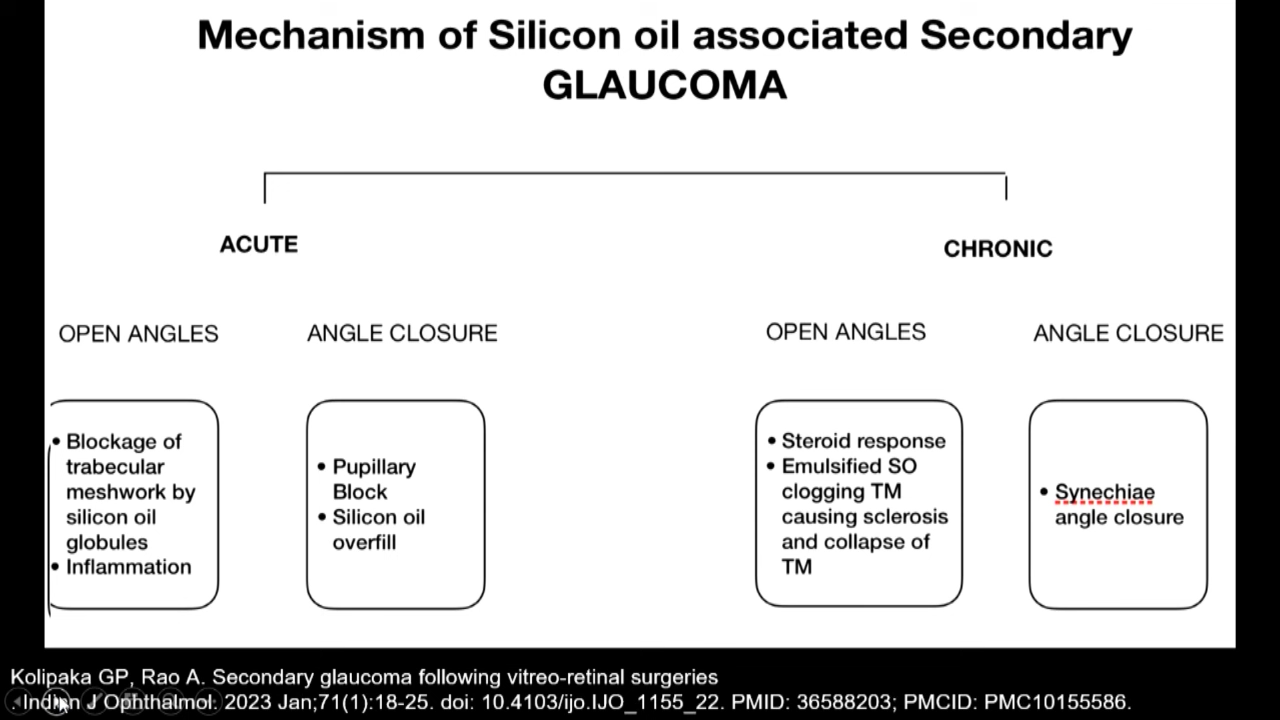 Mechanism of Silicon oil associated Secondary
GLAUCOMA
ACUTE
CHRONIC
OPEN ANGLES
ANGLE CLOSURE
OPEN ANGLES
ANGLE CLOSURE
• Blockage of
trabecular
meshwork by
silicon oil
globules
• Inflammation
• Pupillary
Block
• Silicon oil
overfill
• Steroid response
• Emulsified SO
clogging TM
causing sclerosis
and collapse of
TM
• Synechiae
angle closure
Kolipaka GP, Rao A. Secondary glaucoma following vitreo-retinal surgeries
. Indian J Ophthalmol. 2023 Jan;71(1):18-25. doi: 10.4103/ijo.IJO_1155_22. PMID: 36588203; PMCID: PMC10155586.